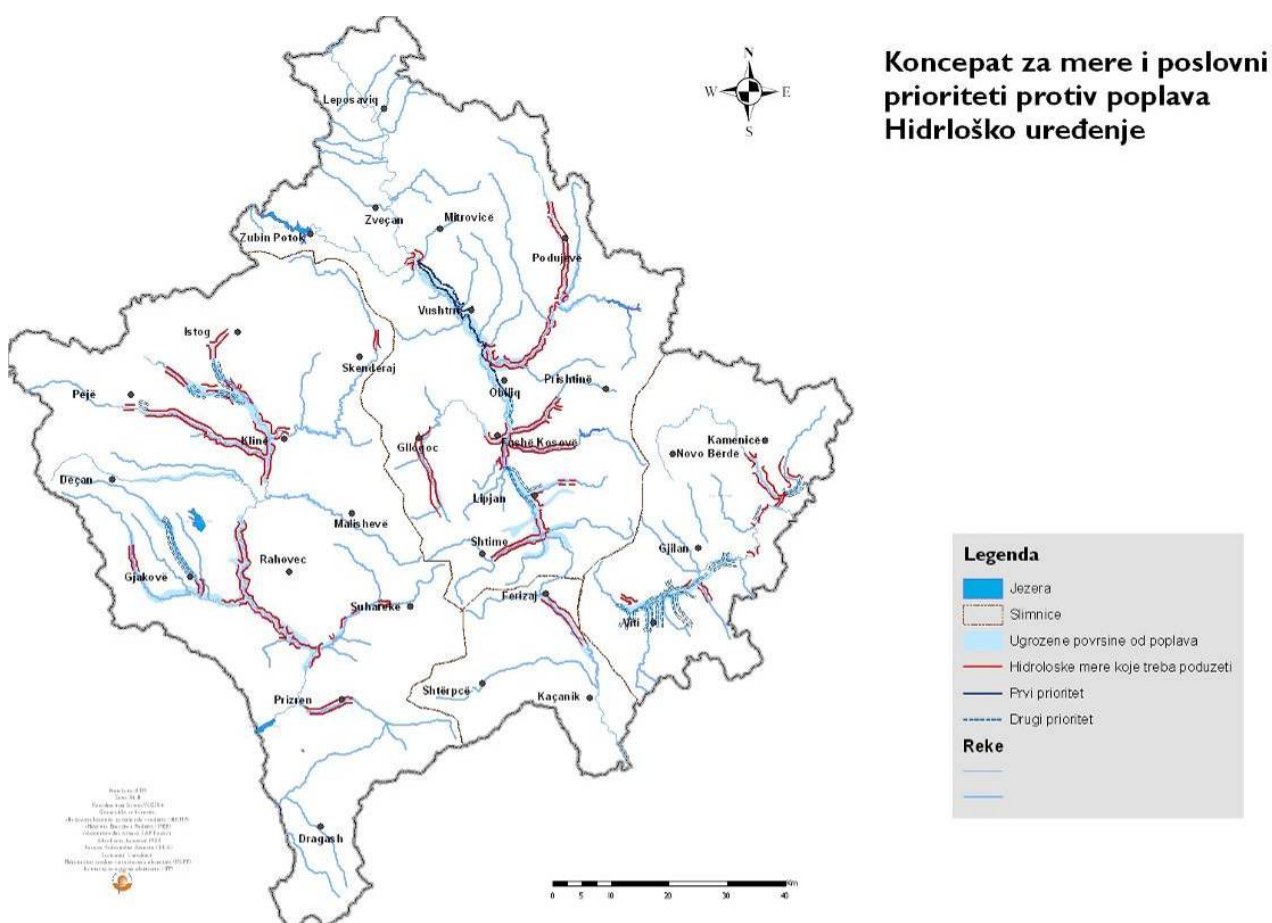 Koncepat za mere i poslovni
prioriteti protiv poplava
Hidrloško uređenje
N
W E
S
Leposaviq
Zveçan
Mitrovicë
Zubin Potok
Podujevë
Vushtrri
Istog
Skenderaj
Pejë
Obiliq
Prishtinë
Klinë
Gllogoc
Fushë Kosovë
Kamenicë
Novo Bërde
Deçan
Lipjan
Malishevë
Shtime
Gjilan
Rahovec
Gjakovë
Suharekë
Ferizaj
Viti
Shtërpcë
Prizren
Kaçanik
Dragash
Legenda
Jezera
Slimnice
Ugrozene povrsine od poplava
Hidroloske mere koje treba poduzeti
Prvi prioritet
Drugi prioritet
Reke
0 5 10 20 30 40